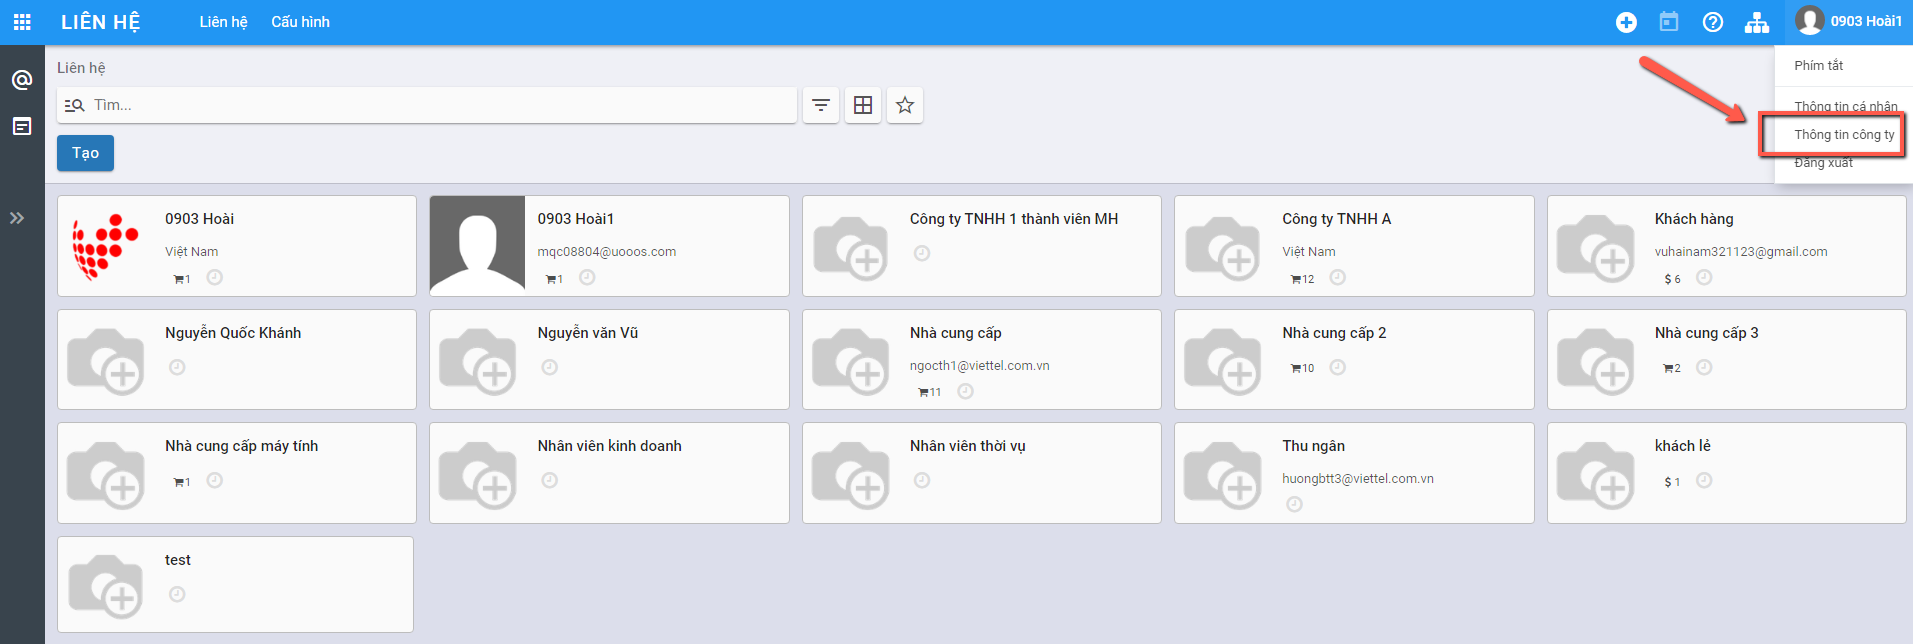 LIÊN HỆ
Liên hệ
Cấu hình
0903 Hoài1
Phím tắt
Thông tin cá nhân
Thông tin công ty
Đăng xuất
Liên hệ
Tìm...
Tạo
0903 Hoài
Việt Nam
1
0903 Hoài1
mqc08804@uooos.com
1
Công ty TNHH 1 thành viên MH
Công ty TNHH A
Việt Nam
12
Khách hàng
vuhainam321123@gmail.com
$ 6
Nguyễn Quốc Khánh
Nguyễn văn Vũ
Nhà cung cấp
ngocth1@viettel.com.vn
11
Nhà cung cấp 2
10
Nhà cung cấp 3
2
Nhà cung cấp máy tính
1
Nhân viên kinh doanh
Nhân viên thời vụ
Thu ngân
huongbtt3@viettel.com.vn
khách lẻ
$ 1
test